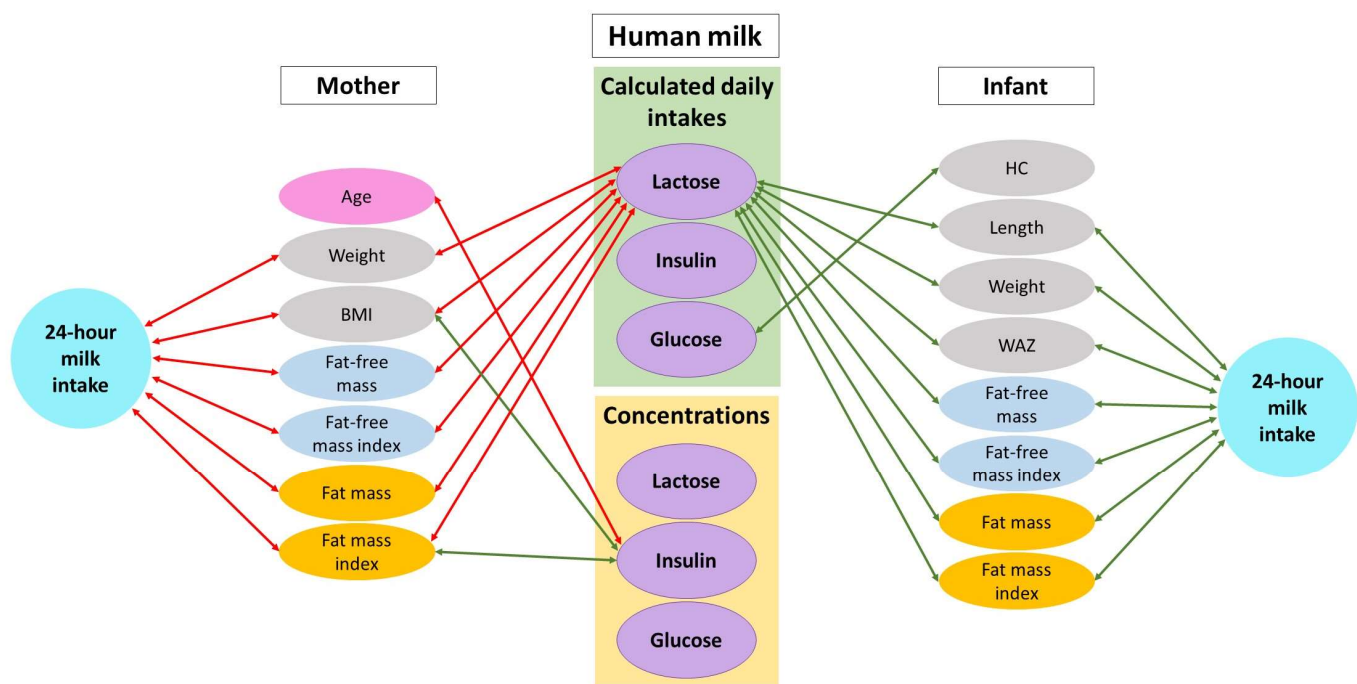 Human milk
Mother
Calculated daily
intakes
Infant
Age
Weight
BMI
Fat-free
mass
Fat-free
mass index
Fat mass
Fat mass
index
24-hour
milk
intake
Lactose
Insulin
Glucose
Concentrations
Lactose
Insulin
Glucose
HC
Length
Weight
WAZ
Fat-free
mass
Fat-free
mass index
Fat mass
Fat mass
index
24-hour
milk
intake